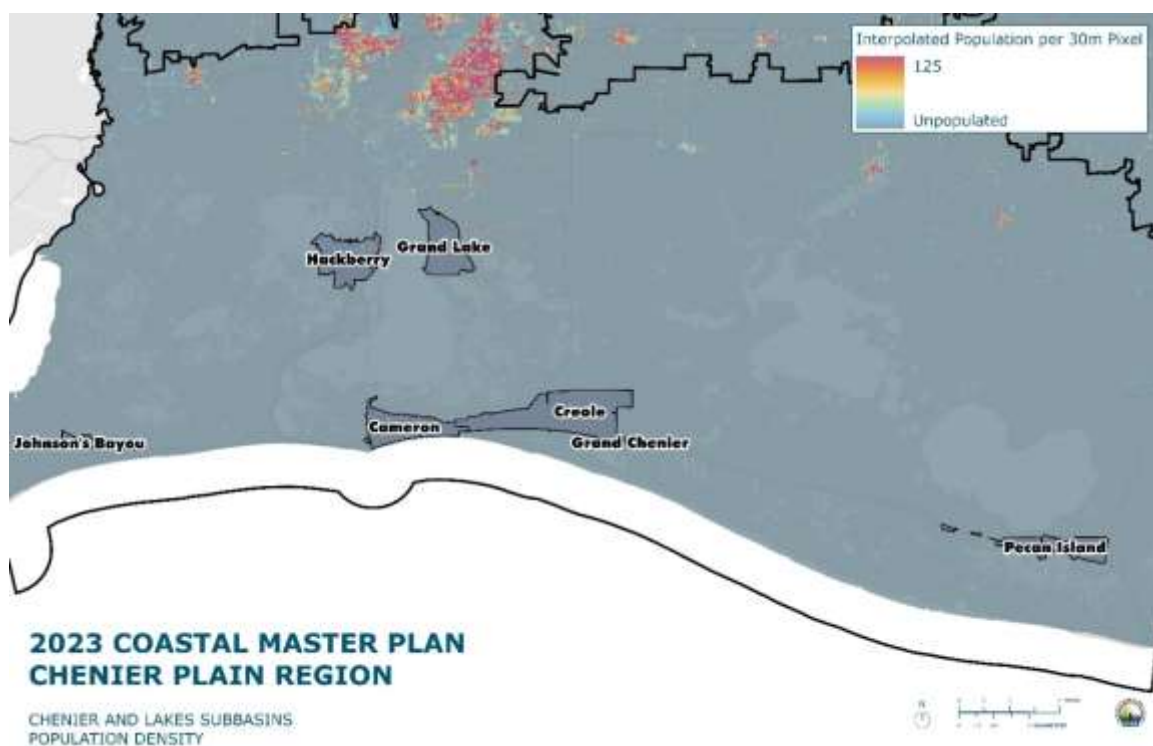 Interpolated Population per 30m Pixel
125
Unpopulated
Grand Lake
Hackberry
Creole
Cameron
Johnson's Bayou
Grand Chenier
Pecan Island
2023 COASTAL MASTER PLAN
CHENIER PLAIN REGION
CHENIER AND LAKES SUBBASINS
POPULATION DENSITY
N